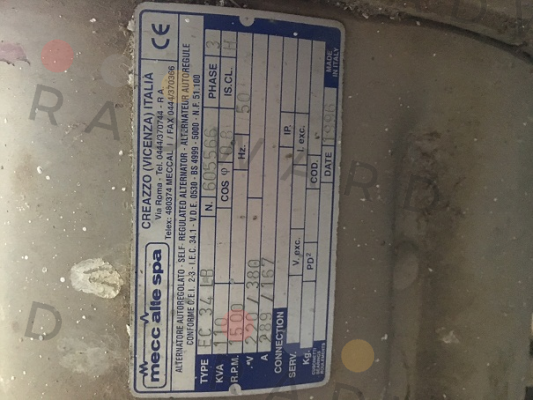 mecc alte spa
CREAZZO (VICENZA) ITALIA
Via Roma - Tel. 0444/370744 - R.A.
Telex: 480374 MECCAL I / FAX 0444/370366
CE
ALTERNATORE AUTOREGOLATO - SELF-REGULATED ALTERNATOR - ALTERNATEUR AUTOREGULE
CONFORME C.E.I. 2-3 - I.E.C. 34.1 - V.D.E. 0530 - BS 4999 - 5000 - N.F. 51.100
TYPE EC 34 N. 605566 PHASE 3
KVA 110 COS φ IS.CL. H
R.P.M. 1500 Hz. 50
V 220 / 380
A 289 / 167
CONNECTION
SERV. V. exc. IP. I. exc.
Kg. PD² COD. DATE 1996
MADE IN ITALY